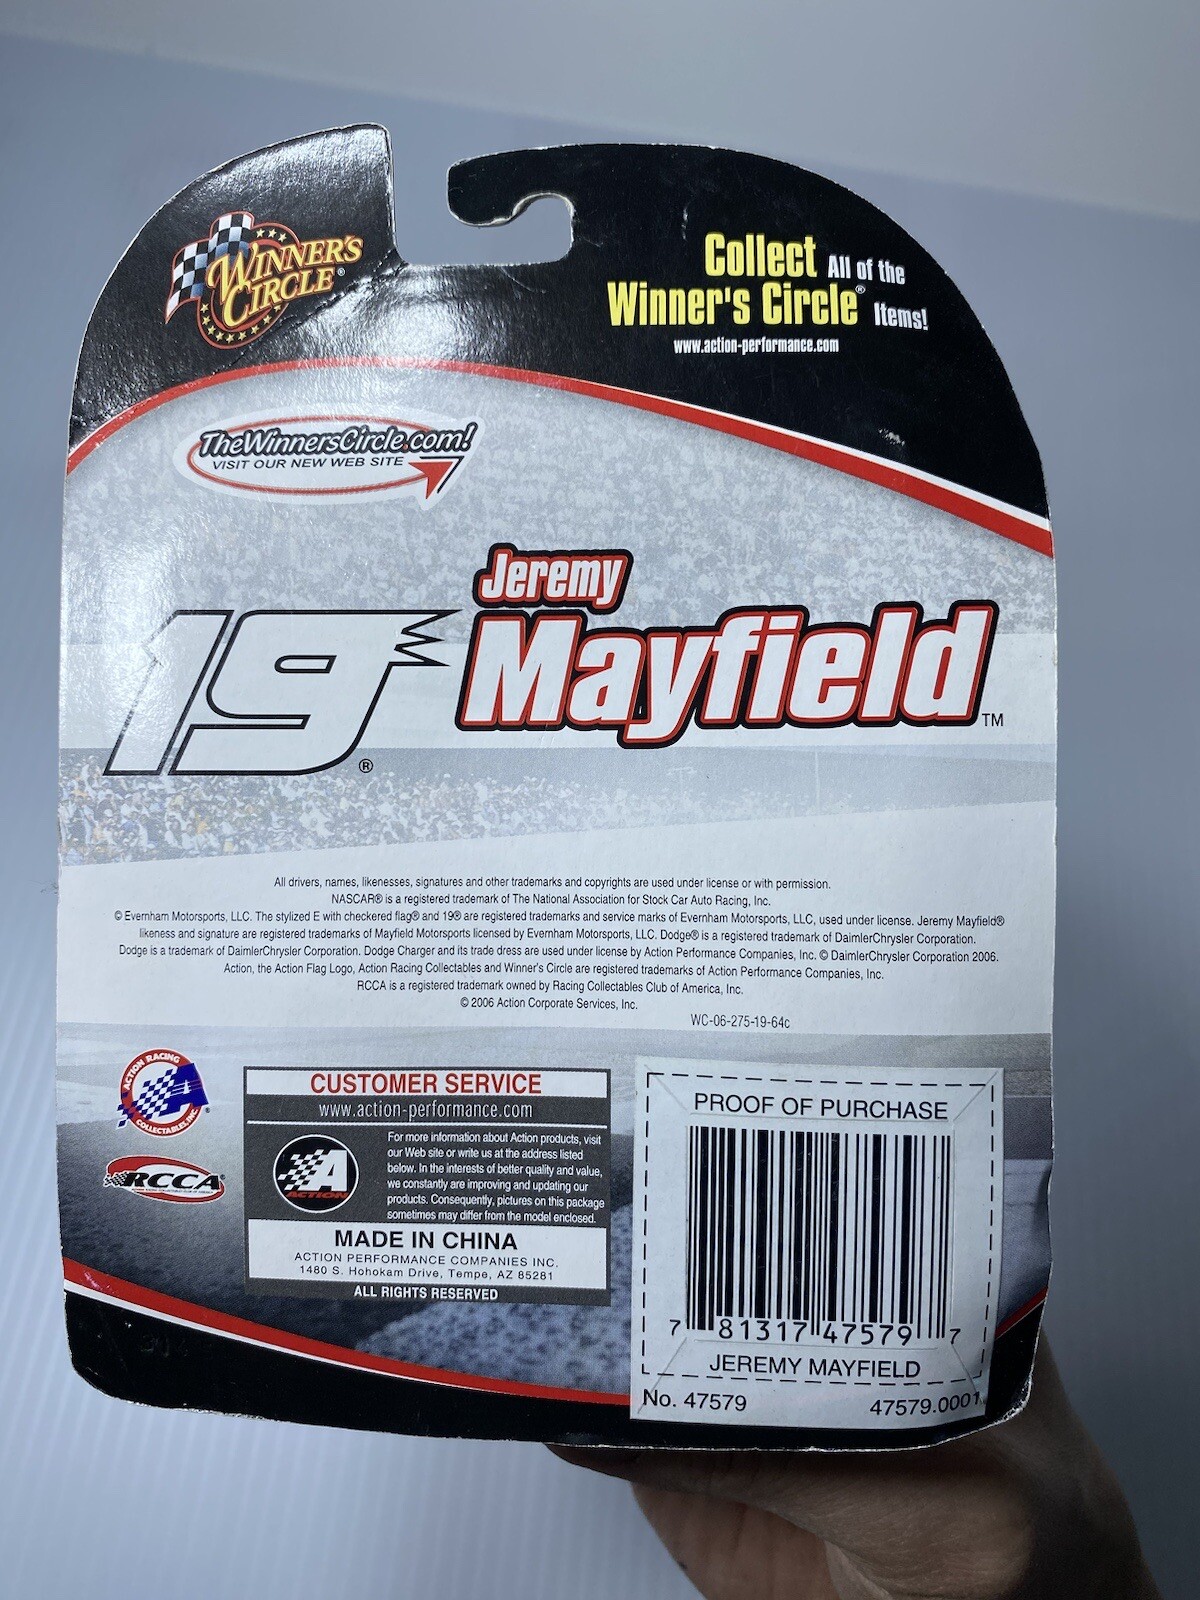 WINNER'S
CIRCLE®
Collect All of the
Winner's Circle® Items!
www.action-performance.com
TheWinnersCircle.com!
VISIT OUR NEW WEB SITE
Jeremy
19® Mayfield™
All drivers, names, likenesses, signatures and other trademarks and copyrights are used under license or with permission.
NASCAR® is a registered trademark of The National Association for Stock Car Auto Racing, Inc.
© Evernham Motorsports, LLC. The stylized E with checkered flag® and 19® are registered trademarks and service marks of Evernham Motorsports, LLC, used under license. Jeremy Mayfield®
likeness and signature are registered trademarks of Mayfield Motorsports licensed by Evernham Motorsports, LLC. Dodge® is a registered trademark of DaimlerChrysler Corporation.
Dodge is a trademark of DaimlerChrysler Corporation. Dodge Charger and its trade dress are used under license by Action Performance Companies, Inc. © DaimlerChrysler Corporation 2006.
Action, the Action Flag Logo, Action Racing Collectables and Winner's Circle are registered trademarks of Action Performance Companies, Inc.
RCCA is a registered trademark owned by Racing Collectables Club of America, Inc.
© 2006 Action Corporate Services, Inc.
WC-06-275-19-64c
ACTION RACING
COLLECTABLES, INC.
RCCA®
CUSTOMER SERVICE
www.action-performance.com
A
ACTION
For more information about Action products, visit
our Web site or write us at the address listed
below. In the interests of better quality and value,
we constantly are improving and updating our
products. Consequently, pictures on this package
sometimes may differ from the model enclosed.
MADE IN CHINA
ACTION PERFORMANCE COMPANIES INC.
1480 S. Hohokam Drive, Tempe, AZ 85281
ALL RIGHTS RESERVED
PROOF OF PURCHASE
7 81317 47579 7
JEREMY MAYFIELD
No. 47579 47579.0001